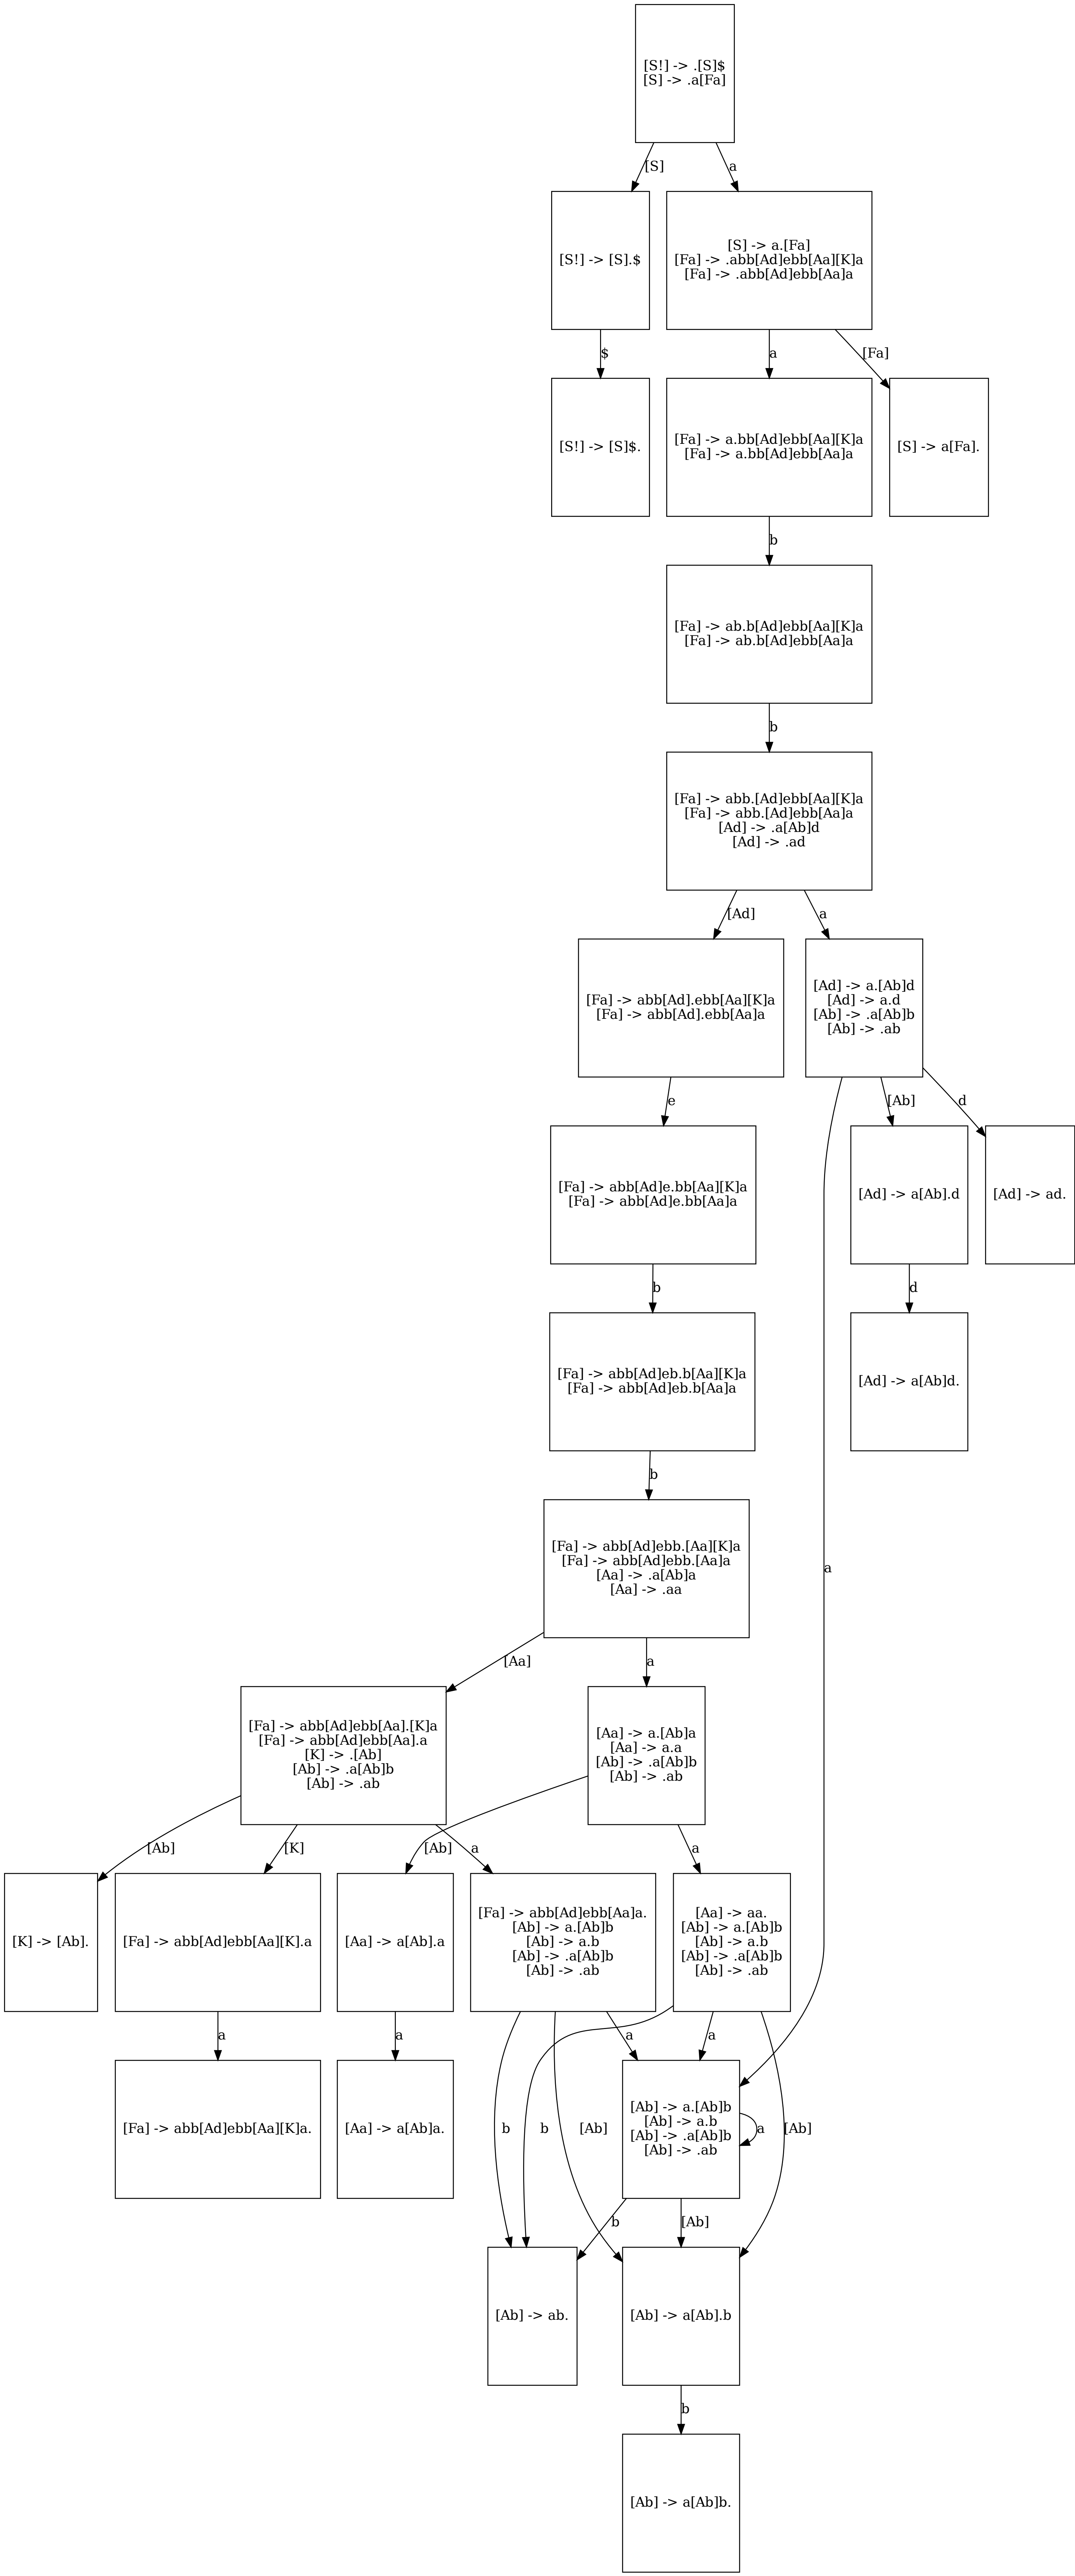 [S!] -> .[S]$
[S] -> .a[Fa]
[S]
a
[S!] -> [S].$
[S] -> a.[Fa]
[Fa] -> .abb[Ad]ebb[Aa][K]a
[Fa] -> .abb[Ad]ebb[Aa]a
$
a
[Fa]
[S!] -> [S]$.
[Fa] -> a.bb[Ad]ebb[Aa][K]a
[Fa] -> a.bb[Ad]ebb[Aa]a
[S] -> a[Fa].
b
[Fa] -> ab.b[Ad]ebb[Aa][K]a
[Fa] -> ab.b[Ad]ebb[Aa]a
b
[Fa] -> abb.[Ad]ebb[Aa][K]a
[Fa] -> abb.[Ad]ebb[Aa]a
[Ad] -> .a[Ab]d
[Ad] -> .ad
[Ad]
a
[Fa] -> abb[Ad].ebb[Aa][K]a
[Fa] -> abb[Ad].ebb[Aa]a
[Ad] -> a.[Ab]d
[Ad] -> a.d
[Ab] -> .a[Ab]b
[Ab] -> .ab
e
[Ab]
d
[Fa] -> abb[Ad]e.bb[Aa][K]a
[Fa] -> abb[Ad]e.bb[Aa]a
[Ad] -> a[Ab].d
[Ad] -> ad.
b
d
[Fa] -> abb[Ad]eb.b[Aa][K]a
[Fa] -> abb[Ad]eb.b[Aa]a
[Ad] -> a[Ab]d.
b
[Fa] -> abb[Ad]ebb.[Aa][K]a
[Fa] -> abb[Ad]ebb.[Aa]a
[Aa] -> .a[Ab]a
[Aa] -> .aa
a
[Aa]
a
[Fa] -> abb[Ad]ebb[Aa].[K]a
[Fa] -> abb[Ad]ebb[Aa].a
[K] -> .[Ab]
[Ab] -> .a[Ab]b
[Ab] -> .ab
[Aa] -> a.[Ab]a
[Aa] -> a.a
[Ab] -> .a[Ab]b
[Ab] -> .ab
[Ab]
[K]
[Ab]
a
a
[K] -> [Ab].
[Fa] -> abb[Ad]ebb[Aa][K].a
[Aa] -> a[Ab].a
[Fa] -> abb[Ad]ebb[Aa]a.
[Ab] -> a.[Ab]b
[Ab] -> a.b
[Ab] -> .a[Ab]b
[Ab] -> .ab
[Aa] -> aa.
[Ab] -> a.[Ab]b
[Ab] -> a.b
[Ab] -> .a[Ab]b
[Ab] -> .ab
a
a
a
a
[Fa] -> abb[Ad]ebb[Aa][K]a.
[Aa] -> a[Ab]a.
b
b
[Ab]
[Ab] -> a.[Ab]b
[Ab] -> a.b
[Ab] -> .a[Ab]b
[Ab] -> .ab
a
[Ab]
b
[Ab]
[Ab] -> ab.
[Ab] -> a[Ab].b
b
[Ab] -> a[Ab]b.